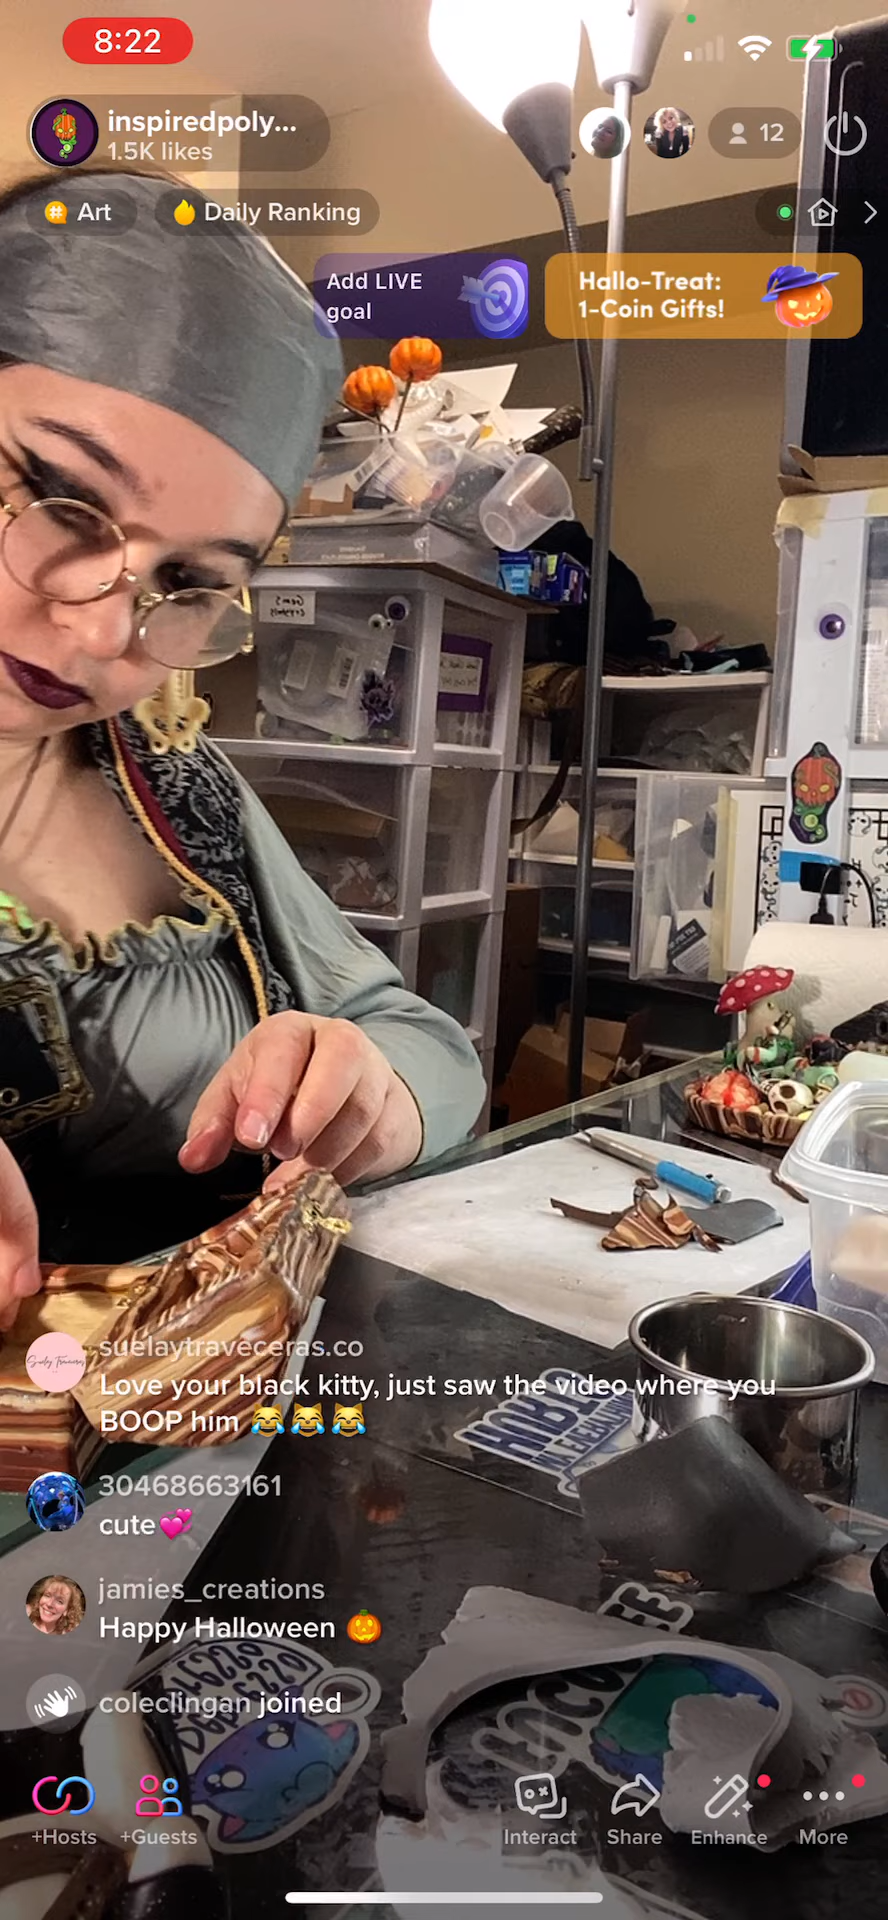 8:22
inspiredpoly...
1.5K likes
12
Art
Daily Ranking
Add LIVE
goal
Hallo-Treat:
1-Coin Gifts!
suelaytraveceras.co
Love your black kitty, just saw the video where you
BOOP him 😹😹😹
30468663161
cute💞
jamies_creations
Happy Halloween 🎃
coleclingan joined
+Hosts
+Guests
Interact
Share
Enhance
More